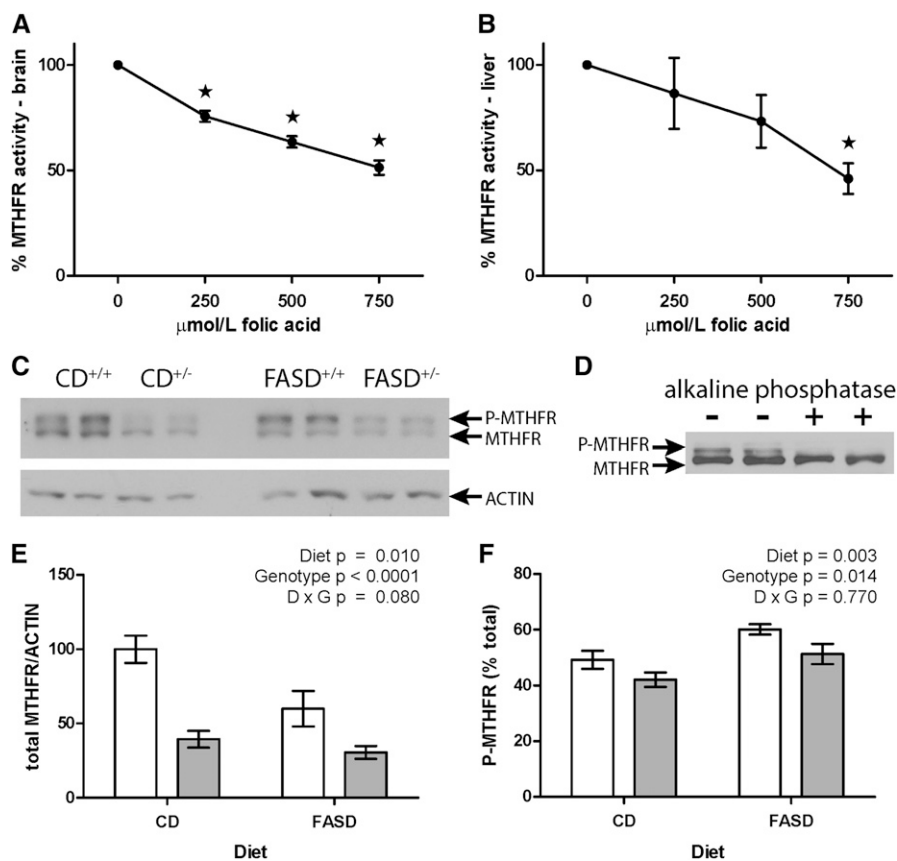 A
% MTHFR activity - brain
100
50
0
0 250 500 750
μmol/L folic acid
B
% MTHFR activity - liver
100
50
0
0 250 500 750
μmol/L folic acid
C
CD+/+ CD+/- FASD+/+ FASD+/-
P-MTHFR
MTHFR
ACTIN
D
alkaline phosphatase
- - + +
P-MTHFR
MTHFR
E
Diet p = 0.010
Genotype p < 0.0001
D x G p = 0.080
total MTHFR/ACTIN
150
100
50
0
CD FASD
Diet
F
Diet p = 0.003
Genotype p = 0.014
D x G p = 0.770
P-MTHFR (% total)
80
60
40
20
0
CD FASD
Diet